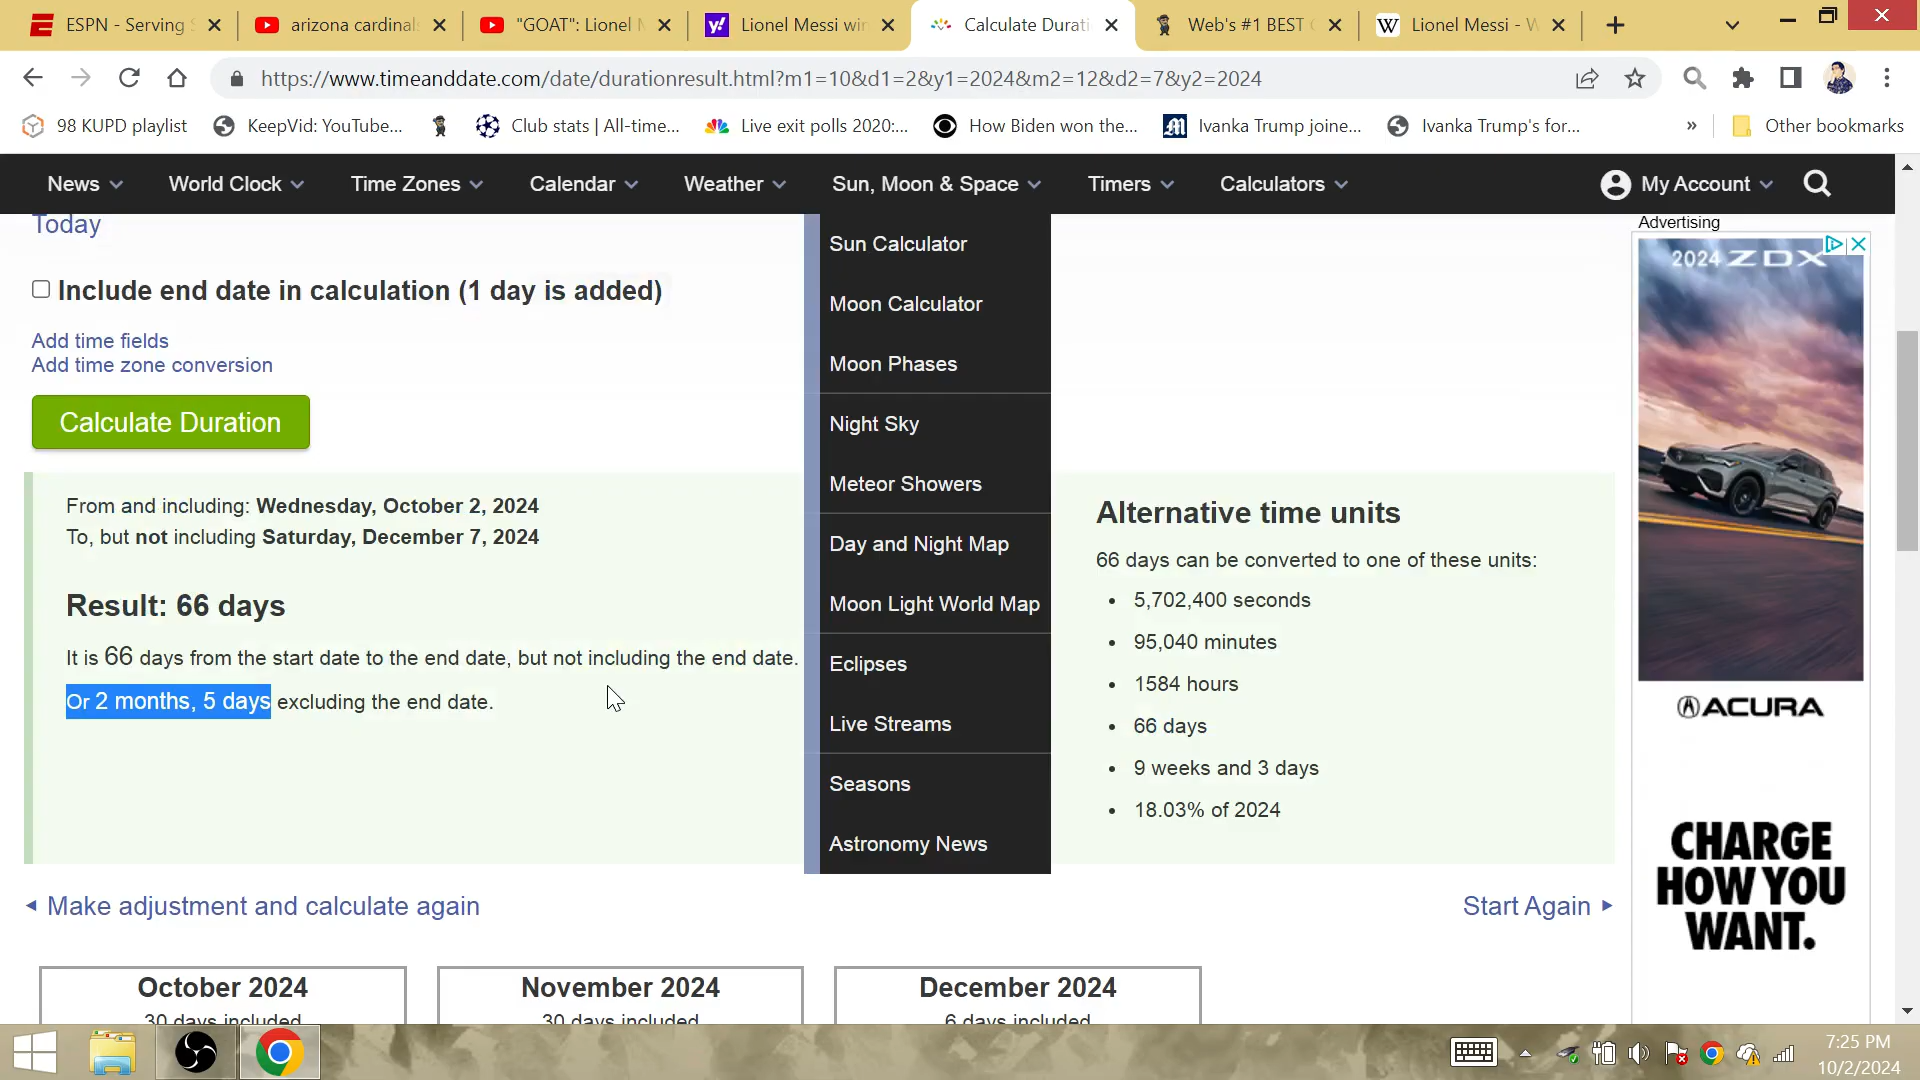 ESPN - Serving S
arizona cardinals
"GOAT": Lionel M
Lionel Messi win
Calculate Durati
Web's #1 BEST
Lionel Messi - W
https://www.timeanddate.com/date/durationresult.html?m1=10&d1=2&y1=2024&m2=12&d2=7&y2=2024
98 KUPD playlist
KeepVid: YouTube...
Club stats | All-time...
Live exit polls 2020:...
How Biden won the...
Ivanka Trump joine...
Ivanka Trump's for...
»
Other bookmarks
News
World Clock
Time Zones
Calendar
Weather
Sun, Moon & Space
Timers
Calculators
My Account
Today
Include end date in calculation (1 day is added)
Add time fields
Add time zone conversion
Calculate Duration
From and including: Wednesday, October 2, 2024
To, but not including Saturday, December 7, 2024
Result: 66 days
It is 66 days from the start date to the end date, but not including the end date.
Or 2 months, 5 days excluding the end date.
Sun Calculator
Moon Calculator
Moon Phases
Night Sky
Meteor Showers
Day and Night Map
Moon Light World Map
Eclipses
Live Streams
Seasons
Astronomy News
Alternative time units
66 days can be converted to one of these units:
• 5,702,400 seconds
• 95,040 minutes
• 1584 hours
• 66 days
• 9 weeks and 3 days
• 18.03% of 2024
Make adjustment and calculate again
Start Again
October 2024
30 days included
November 2024
30 days included
December 2024
6 days included
Advertising
2024 ZDX
ACURA
CHARGE
HOW YOU
WANT.
7:25 PM
10/2/2024